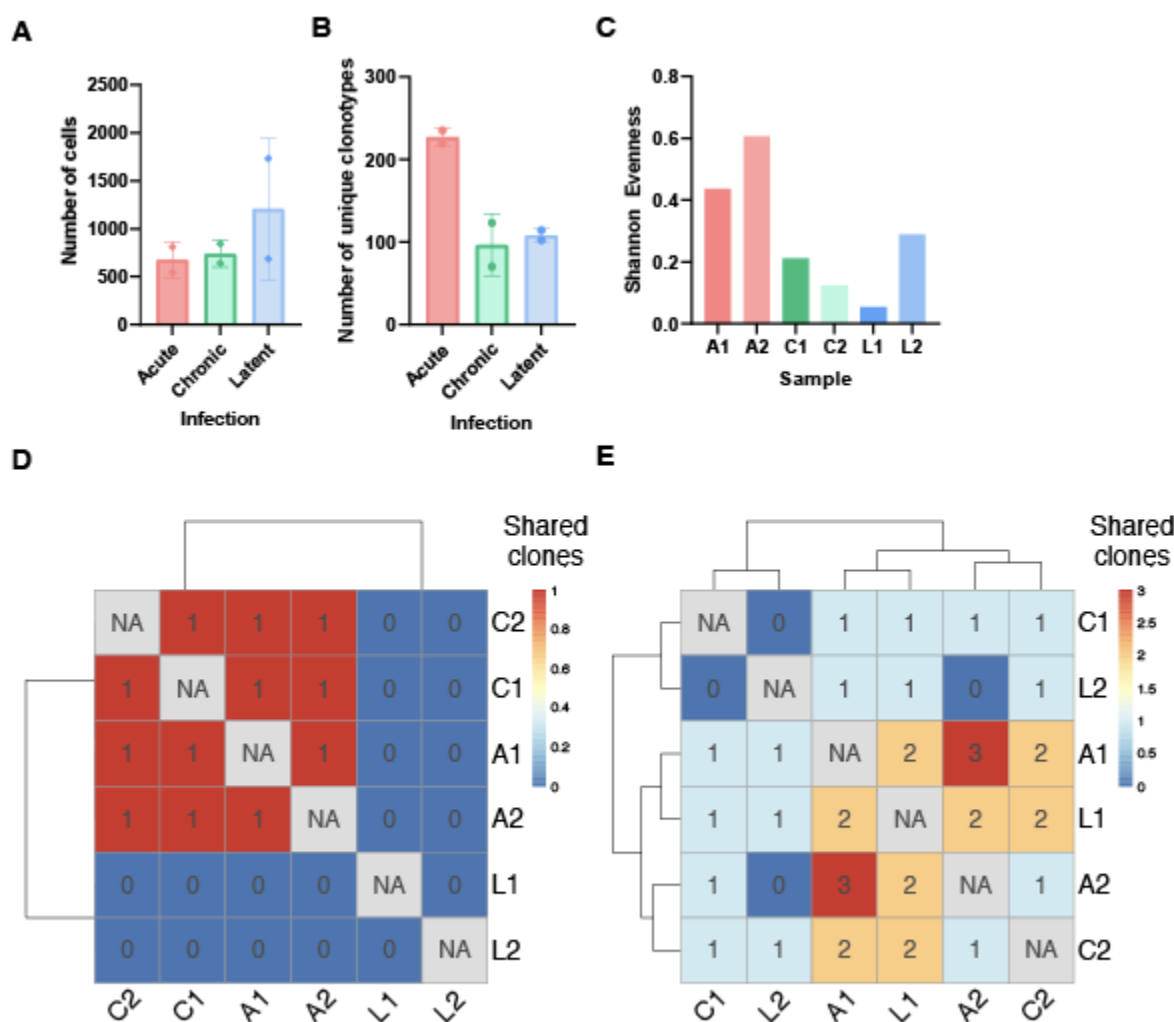 A
Number of cells
2500
2000
1500
1000
500
0
Acute
Chronic
Latent
Infection
B
Number of unique clonotypes
300
200
100
0
Acute
Chronic
Latent
Infection
C
Shannon Evenness
0.8
0.6
0.4
0.2
0.0
A1 A2 C1 C2 L1 L2
Sample
D
Shared
clones
1
0.8
0.6
0.4
0.2
0
NA 1 1 1 0 0 C2
1 NA 1 1 0 0 C1
1 1 NA 1 0 0 A1
1 1 1 NA 0 0 A2
0 0 0 0 NA 0 L1
0 0 0 0 0 NA L2
C2 C1 A1 A2 L1 L2
E
Shared
clones
3
2.5
2
1.5
1
0.5
0
NA 0 1 1 1 1 C1
0 NA 1 1 0 1 L2
1 1 NA 2 3 2 A1
1 1 2 NA 2 2 L1
1 0 3 2 NA 1 A2
1 1 2 2 1 NA C2
C1 L2 A1 L1 A2 C2